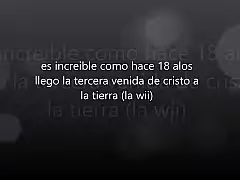 es increible como hace 18 alos
llego la tercera venida de cristo a
la tierra (la wii)